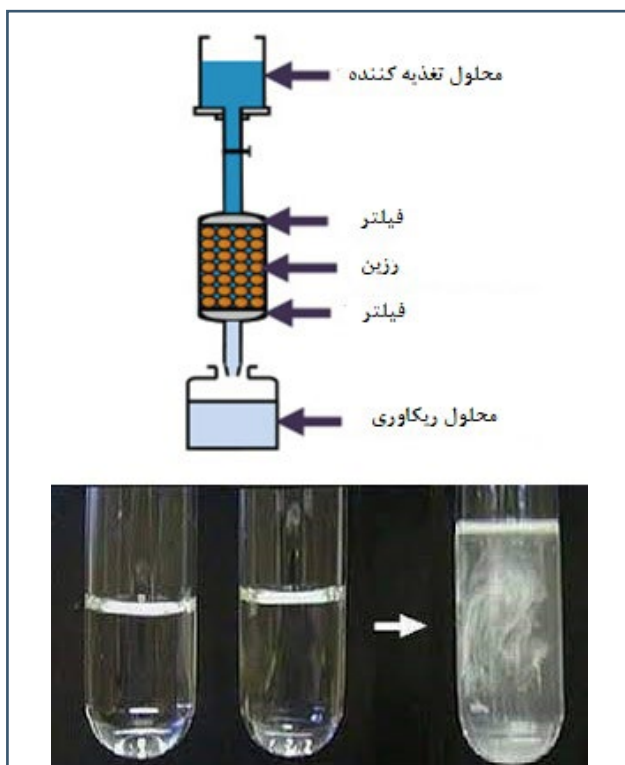 محلول تغذیه کننده
فیلتر
رزین
فیلتر
محلول ریکاوری